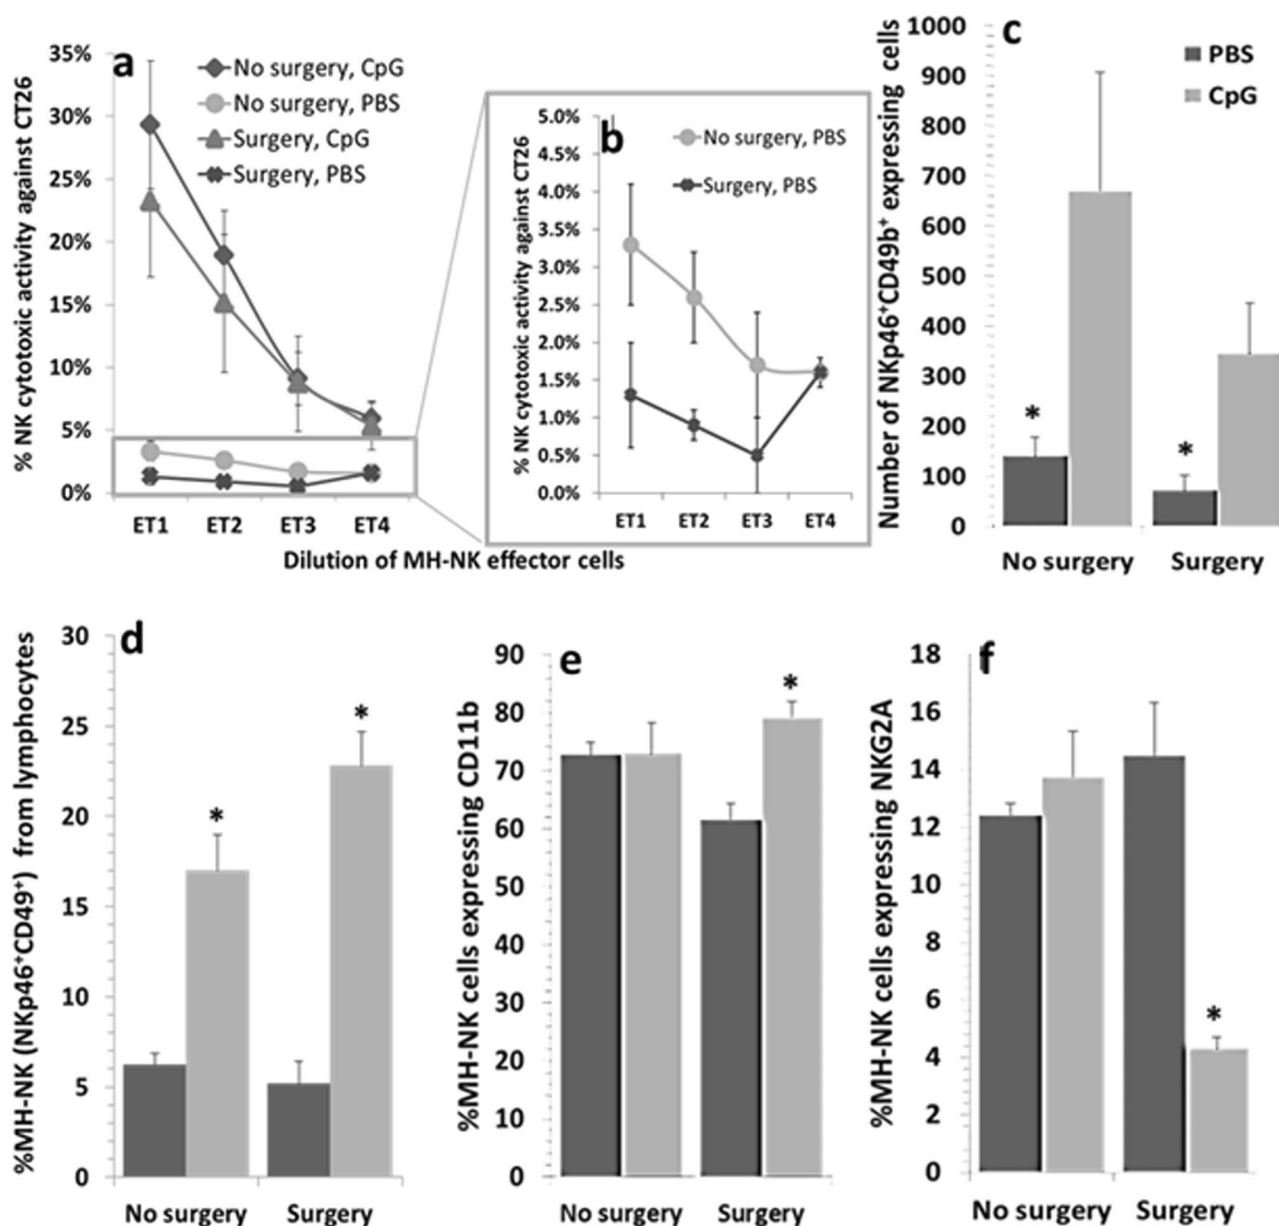 a
35%
30%
25%
20%
15%
10%
5%
0%
% NK cytotoxic activity against CT26
No surgery, CpG
No surgery, PBS
Surgery, CpG
Surgery, PBS
ET1 ET2 ET3 ET4
b
5.0%
4.5%
4.0%
3.5%
3.0%
2.5%
2.0%
1.5%
1.0%
0.5%
0.0%
% NK cytotoxic activity against CT26
No surgery, PBS
Surgery, PBS
ET1 ET2 ET3 ET4
Dilution of MH-NK effector cells
c
1000
900
800
700
600
500
400
300
200
100
0
Number of NKp46⁺CD49b⁺ expressing cells
PBS
CpG
*
*
No surgery Surgery
d
30
25
20
15
10
5
0
%MH-NK (NKp46⁺CD49⁺) from lymphocytes
*
*
No surgery Surgery
e
90
80
70
60
50
40
30
20
10
0
%MH-NK cells expressing CD11b
*
No surgery Surgery
f
18
16
14
12
10
8
6
4
2
0
%MH-NK cells expressing NKG2A
*
No surgery Surgery